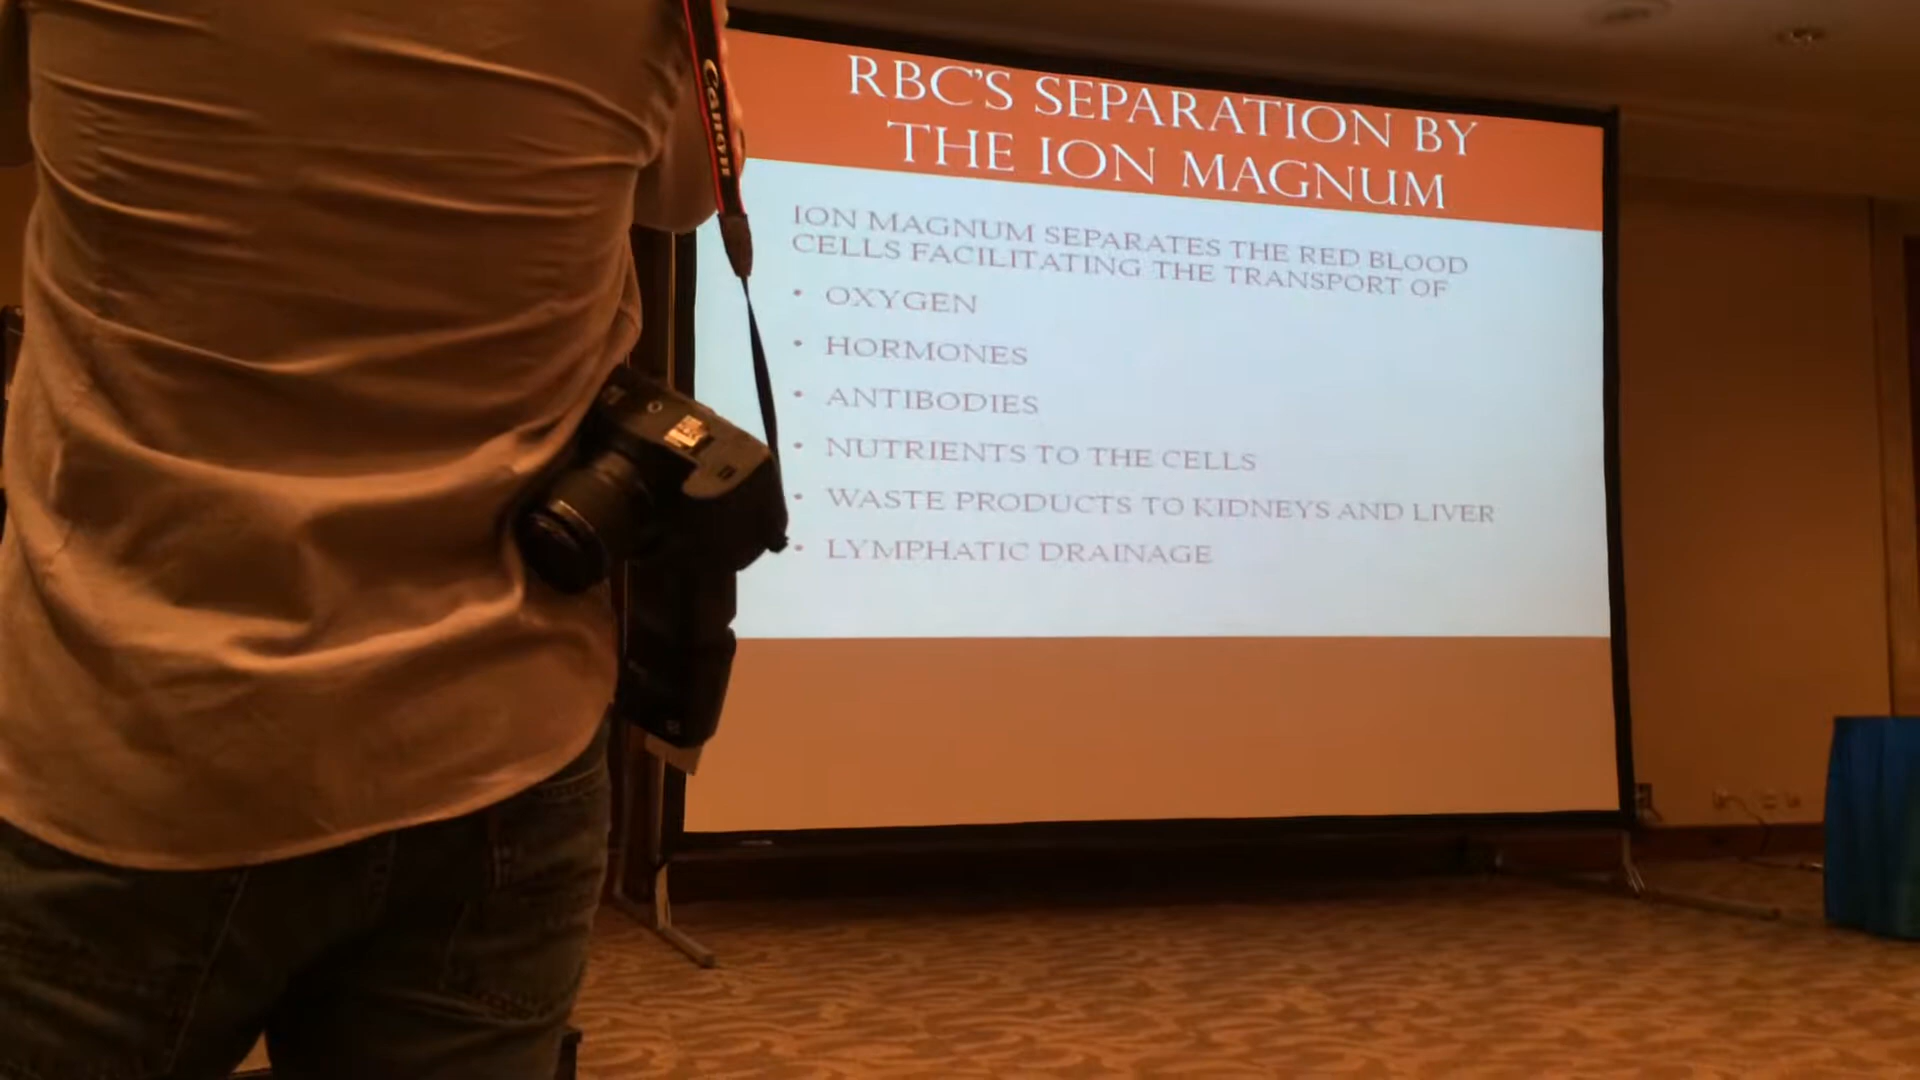 Canon
RBC'S SEPARATION BY
THE ION MAGNUM
ION MAGNUM SEPARATES THE RED BLOOD
CELLS FACILITATING THE TRANSPORT OF
• OXYGEN
• HORMONES
• ANTIBODIES
• NUTRIENTS TO THE CELLS
• WASTE PRODUCTS TO KIDNEYS AND LIVER
• LYMPHATIC DRAINAGE